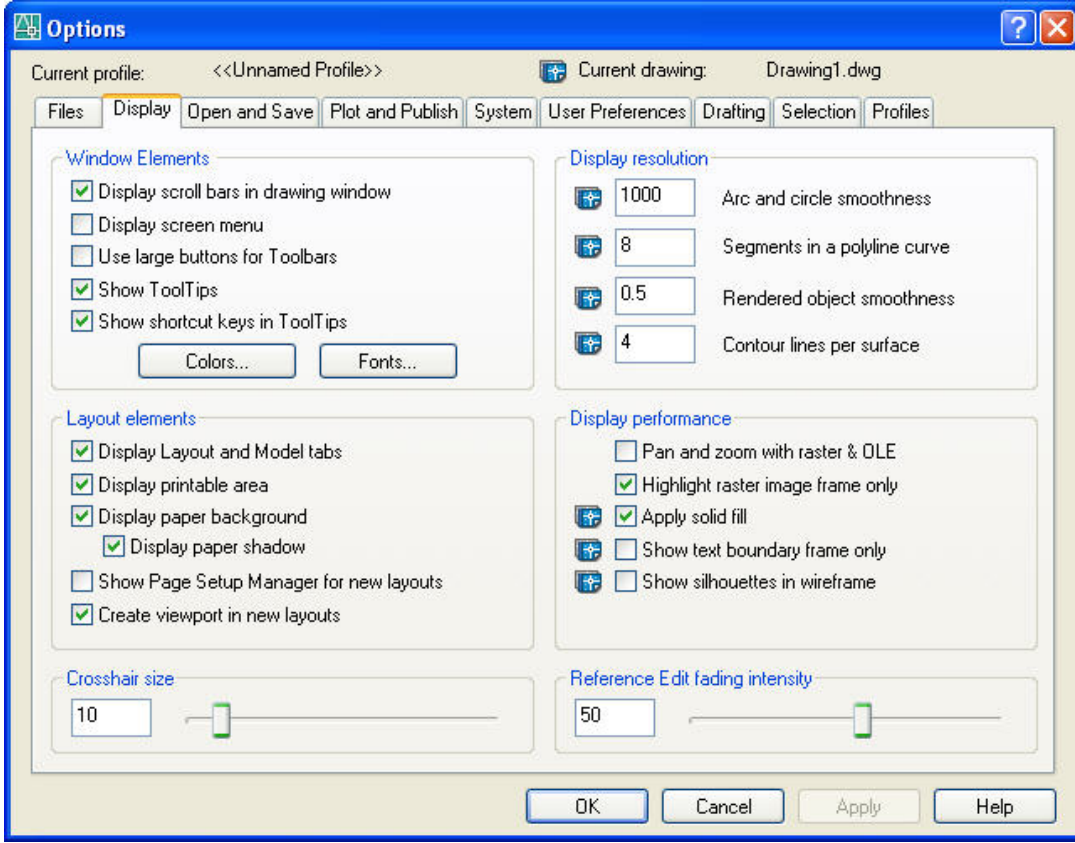 Options
Current profile: <<Unnamed Profile>> Current drawing: Drawing1.dwg
Files Display Open and Save Plot and Publish System User Preferences Drafting Selection Profiles
Window Elements
Display scroll bars in drawing window
Display screen menu
Use large buttons for Toolbars
Show ToolTips
Show shortcut keys in ToolTips
Colors... Fonts...
Display resolution
1000 Arc and circle smoothness
8 Segments in a polyline curve
0.5 Rendered object smoothness
4 Contour lines per surface
Layout elements
Display Layout and Model tabs
Display printable area
Display paper background
Display paper shadow
Show Page Setup Manager for new layouts
Create viewport in new layouts
Display performance
Pan and zoom with raster & OLE
Highlight raster image frame only
Apply solid fill
Show text boundary frame only
Show silhouettes in wireframe
Crosshair size
10
Reference Edit fading intensity
50
OK Cancel Apply Help